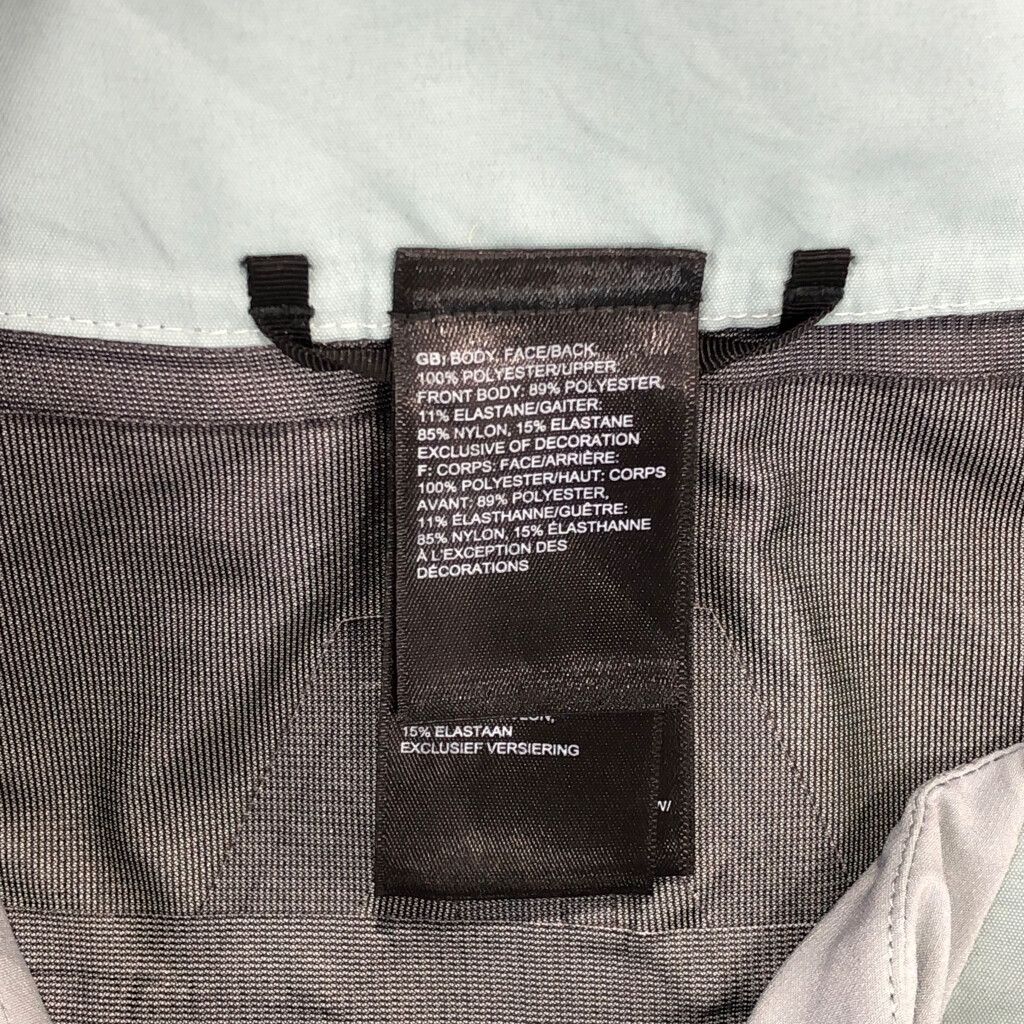 GB: BODY, FACE/BACK,
100% POLYESTER/UPPER,
FRONT BODY: 89% POLYESTER,
11% ELASTANE/GAITER:
85% NYLON, 15% ELASTANE
EXCLUSIVE OF DECORATION
F: CORPS: FACE/ARRIÈRE:
100% POLYESTER/HAUT: CORPS
AVANT: 89% POLYESTER,
11% ÉLASTHANNE/GUÊTRE:
85% NYLON, 15% ÉLASTHANNE
À L'EXCEPTION DES
DÉCORATIONS
15% ELASTAAN
EXCLUSIEF VERSIERING